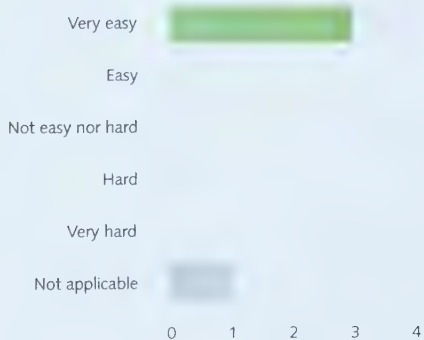 Very easy
Easy
Not easy nor hard
Hard
Very hard
Not applicable
0 1 2 3 4